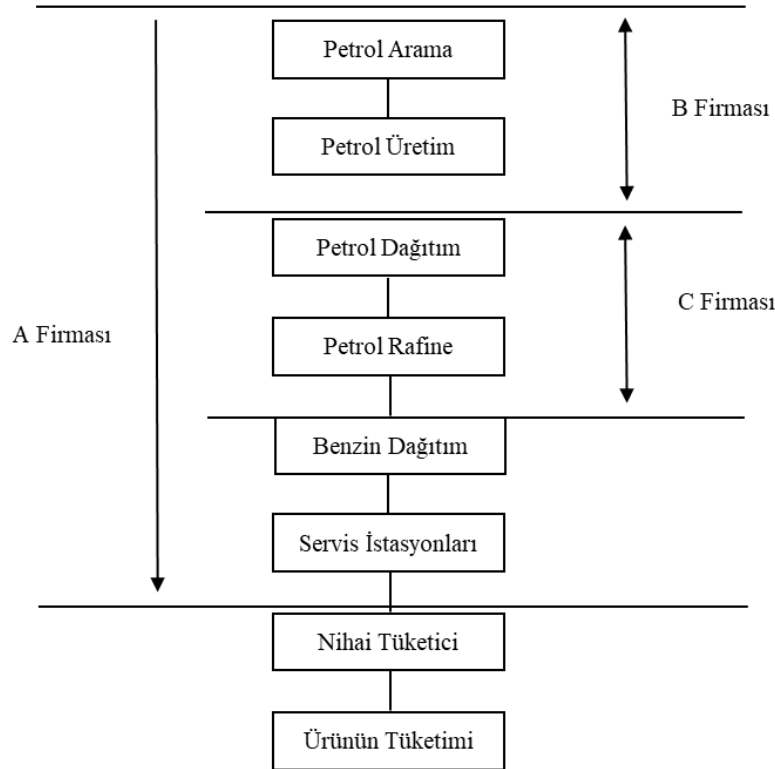 Petrol Arama
B Firması
Petrol Üretim
Petrol Dağıtım
C Firması
A Firması
Petrol Rafine
Benzin Dağıtım
Servis İstasyonları
Nihai Tüketici
Ürünün Tüketimi